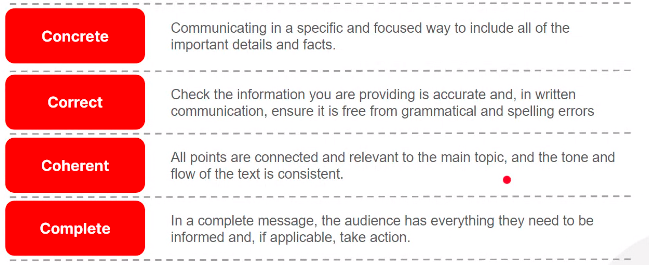 Concrete
Communicating in a specific and focused way to include all of the
important details and facts.
Correct
Check the information you are providing is accurate and, in written
communication, ensure it is free from grammatical and spelling errors
Coherent
All points are connected and relevant to the main topic, and the tone and
flow of the text is consistent.
Complete
In a complete message, the audience has everything they need to be
informed and, if applicable, take action.